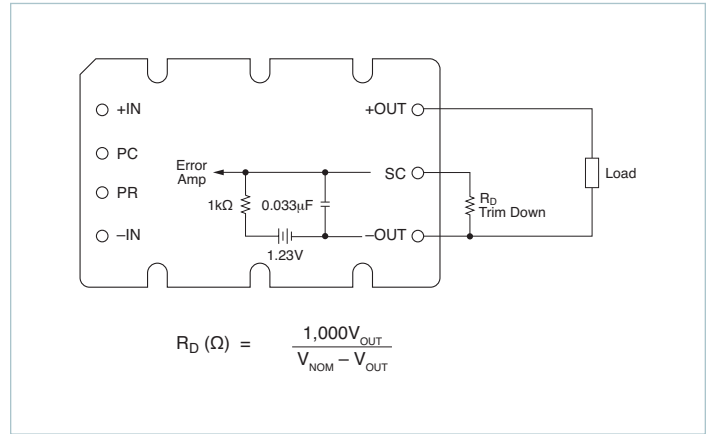 +IN
+OUT
PC
Error
Amp
SC
PR
1kΩ
0.033µF
R_D
Trim Down
Load
–IN
–OUT
1.23V
R_D (Ω) = 1,000V_OUT
V_NOM – V_OUT